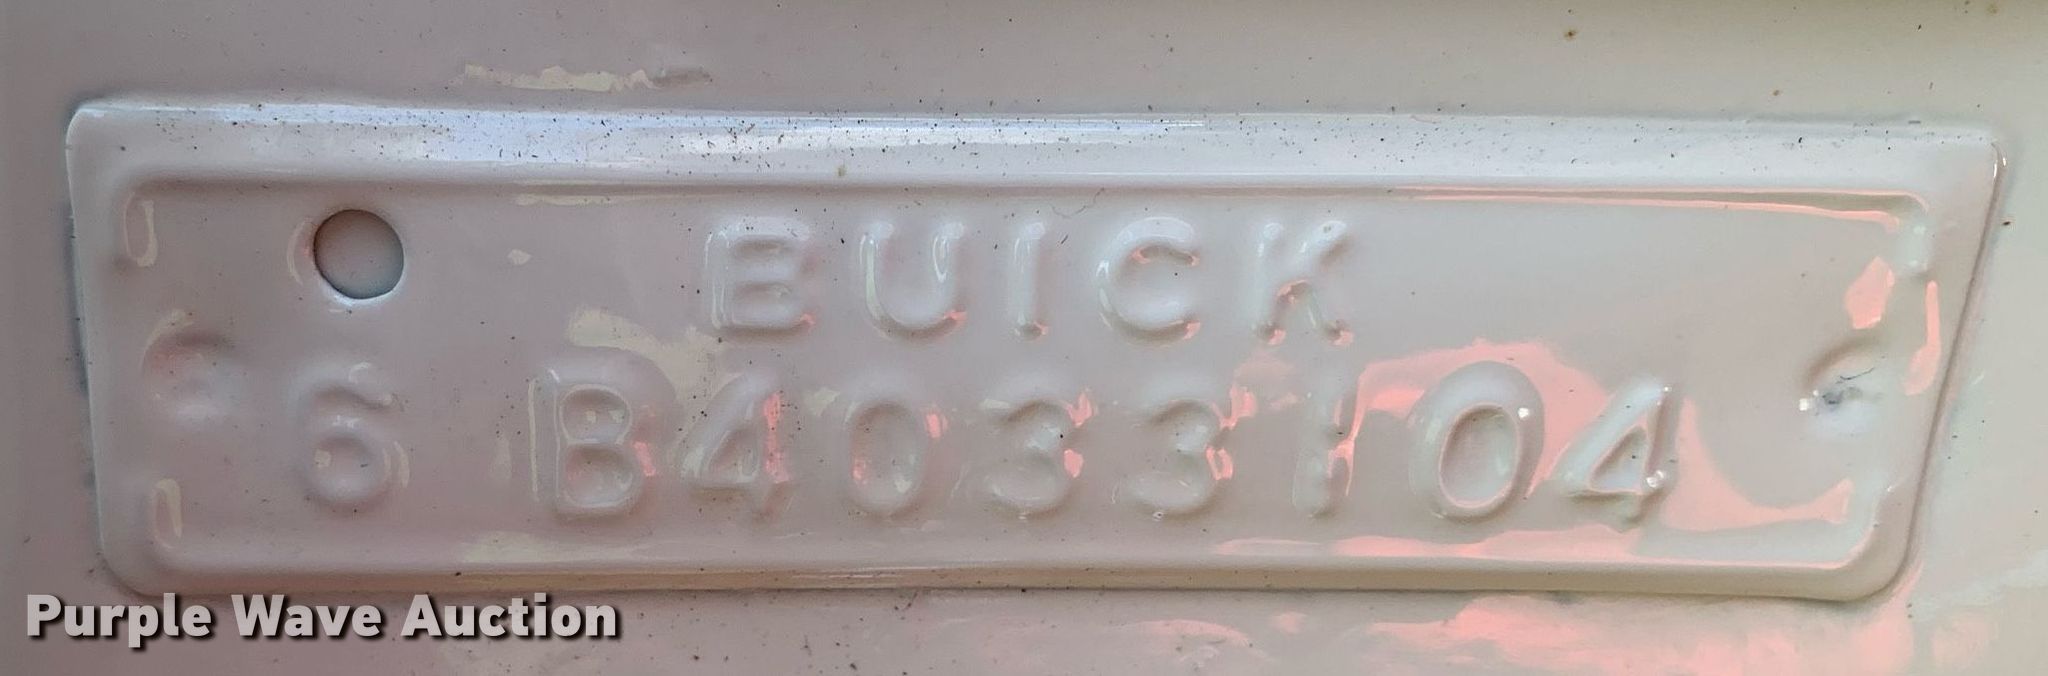 BUICK
6 B4033104
Purple Wave Auction